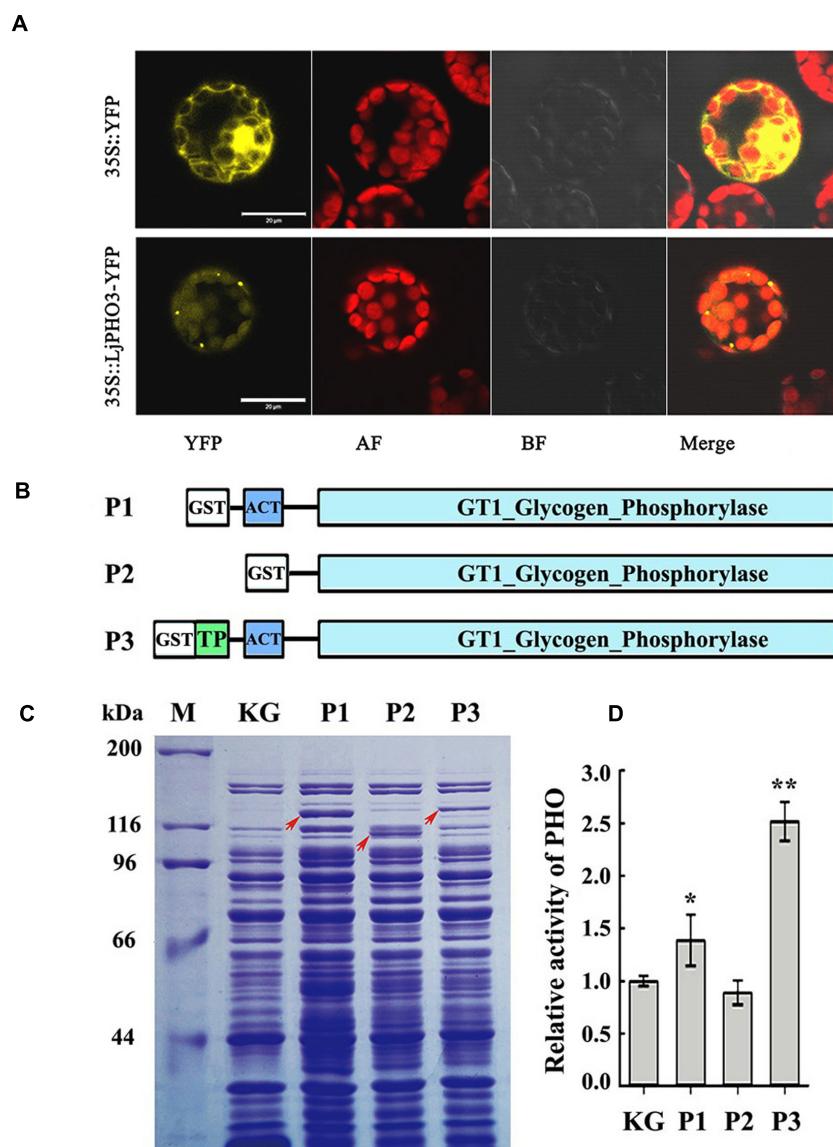 A
35S::YFP
20 μm
35S::LjPHO3-YFP
20 μm
YFP AF BF Merge
B
P1 GST ACT GT1_Glycogen_Phosphorylase
P2 GST GT1_Glycogen_Phosphorylase
P3 GST TP ACT GT1_Glycogen_Phosphorylase
C
kDa M KG P1 P2 P3
200
116
96
66
44
D
Relative activity of PHO
3.0
2.5
2.0
1.5
1.0
0.5
0.0
* **
KG P1 P2 P3